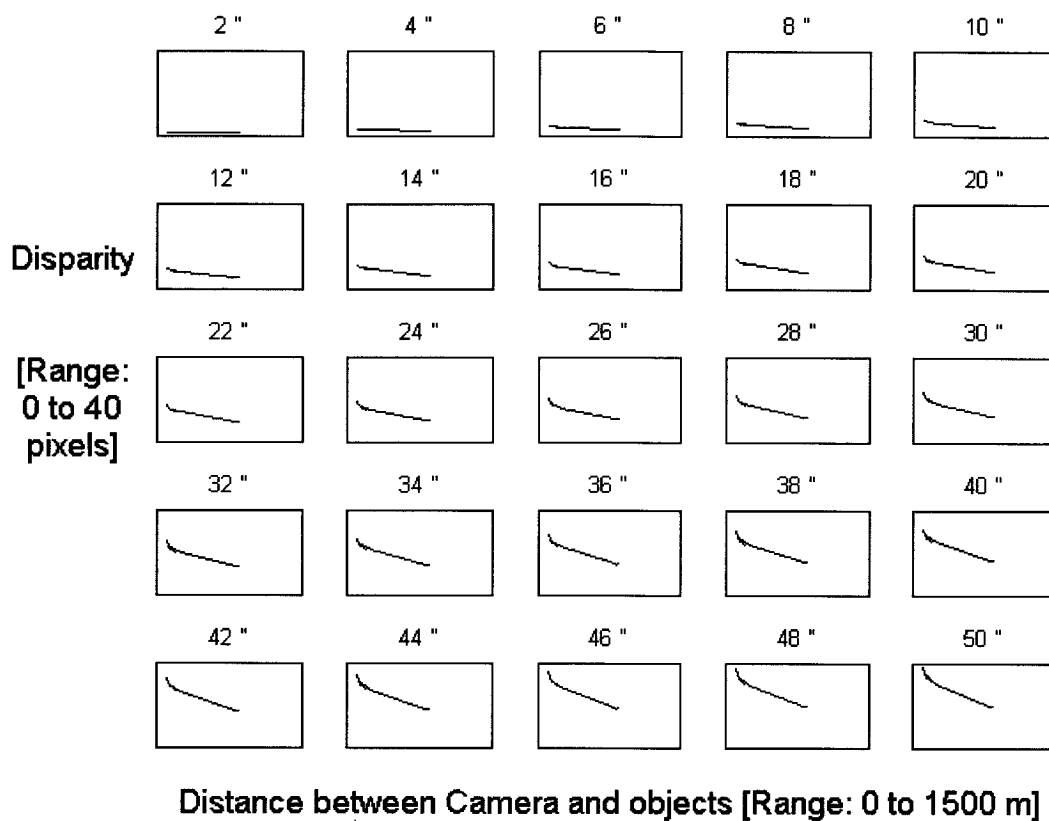 2 " 4 " 6 " 8 " 10 "
12 " 14 " 16 " 18 " 20 "
Disparity
22 " 24 " 26 " 28 " 30 "
[Range:
0 to 40
pixels]
32 " 34 " 36 " 38 " 40 "
42 " 44 " 46 " 48 " 50 "
Distance between Camera and objects [Range: 0 to 1500 m]